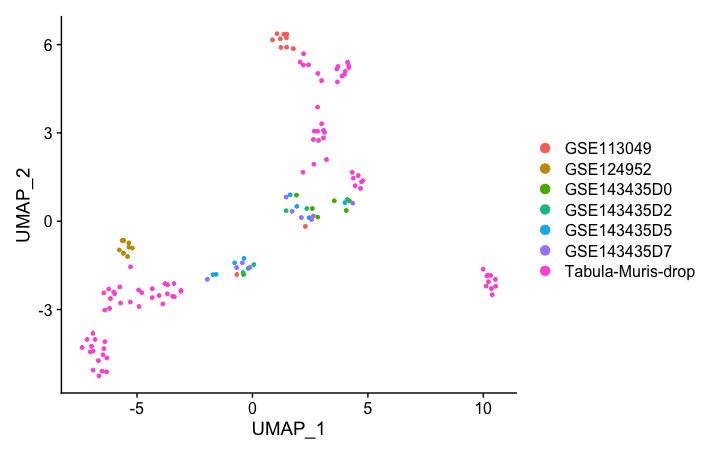 6
3
0
-3
UMAP_2
-5
0
5
10
UMAP_1
GSE113049
GSE124952
GSE143435D0
GSE143435D2
GSE143435D5
GSE143435D7
Tabula-Muris-drop